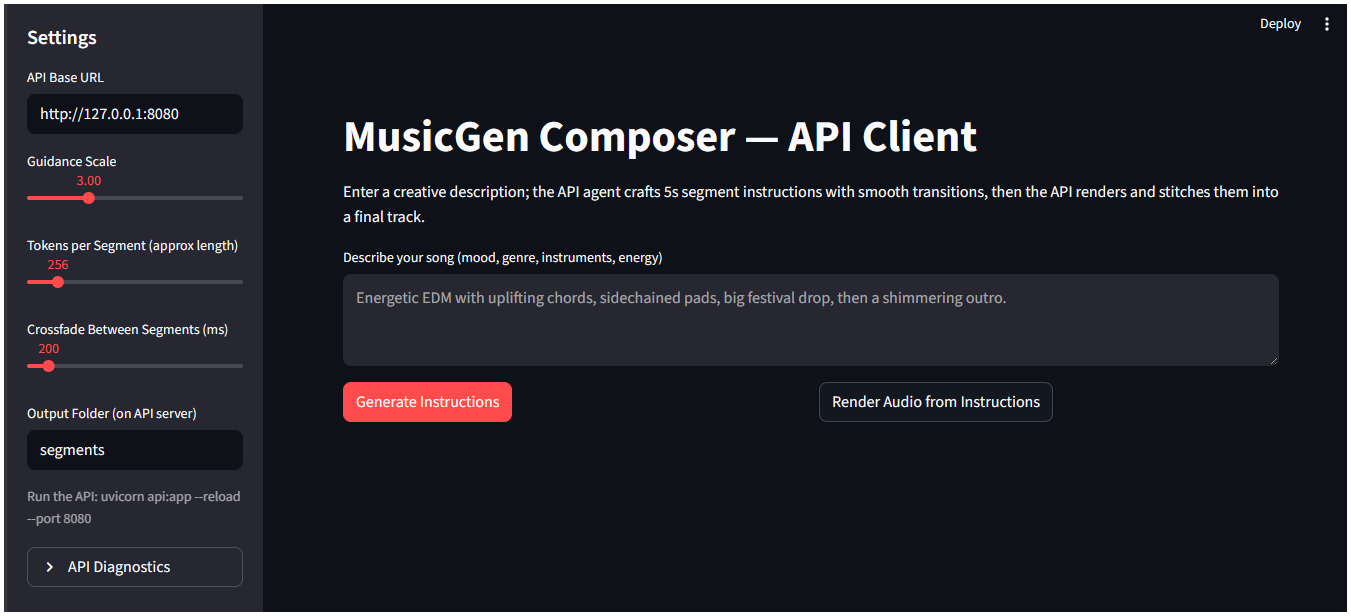 Settings
API Base URL
http://127.0.0.1:8080
Guidance Scale
3.00
Tokens per Segment (approx length)
256
Crossfade Between Segments (ms)
200
Output Folder (on API server)
segments
Run the API: uvicorn api:app --reload
--port 8080
API Diagnostics
Deploy
MusicGen Composer — API Client
Enter a creative description; the API agent crafts 5s segment instructions with smooth transitions, then the API renders and stitches them into
a final track.
Describe your song (mood, genre, instruments, energy)
Energetic EDM with uplifting chords, sidechained pads, big festival drop, then a shimmering outro.
Generate Instructions
Render Audio from Instructions